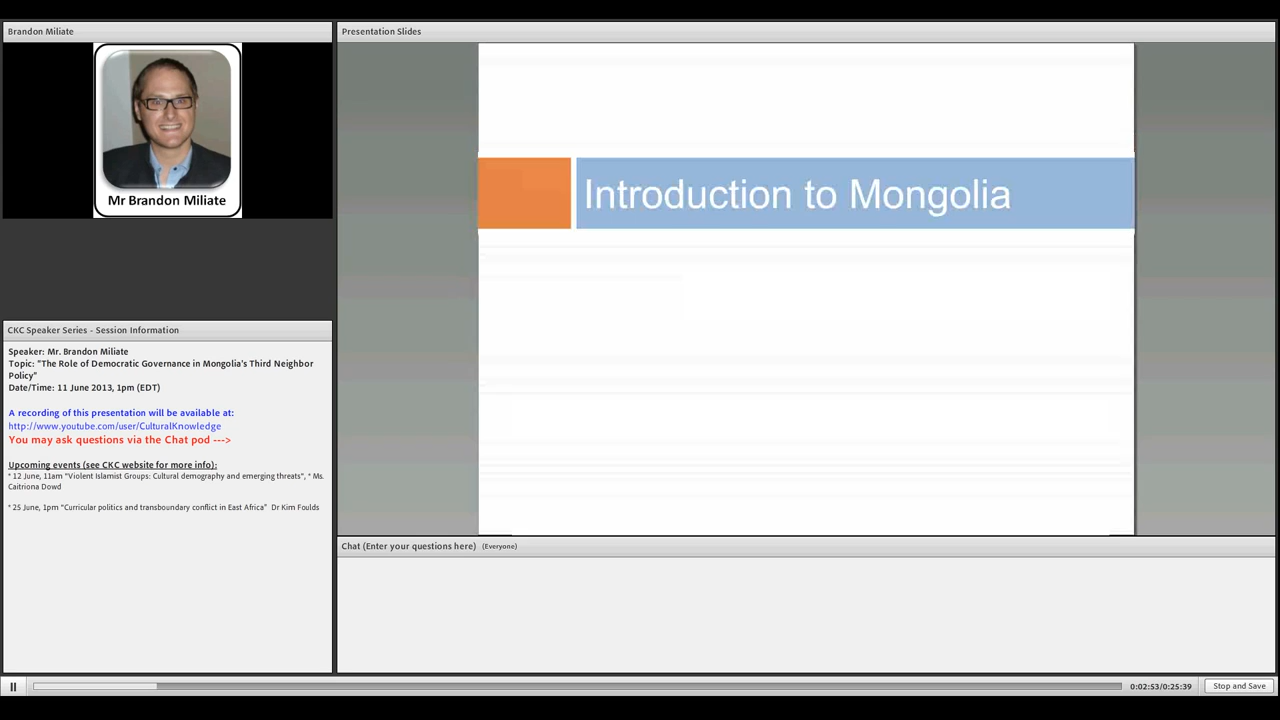 Brandon Miliate
Mr Brandon Miliate
Presentation Slides
Introduction to Mongolia
CKC Speaker Series - Session Information
Speaker: Mr. Brandon Miliate
Topic: "The Role of Democratic Governance in Mongolia's Third Neighbor
Policy"
Date/Time: 11 June 2013, 1pm (EDT)
A recording of this presentation will be available at:
http://www.youtube.com/user/CulturalKnowledge
You may ask questions via the Chat pod --->
Upcoming events (see CKC website for more info):
* 12 June, 11am "Violent Islamist Groups: Cultural demography and emerging threats", * Ms.
Caitriona Dowd
* 25 June, 1pm "Curricular politics and transboundary conflict in East Africa" Dr Kim Foulds
Chat (Enter your questions here) (Everyone)
0:02:53/0:25:39
Stop and Save